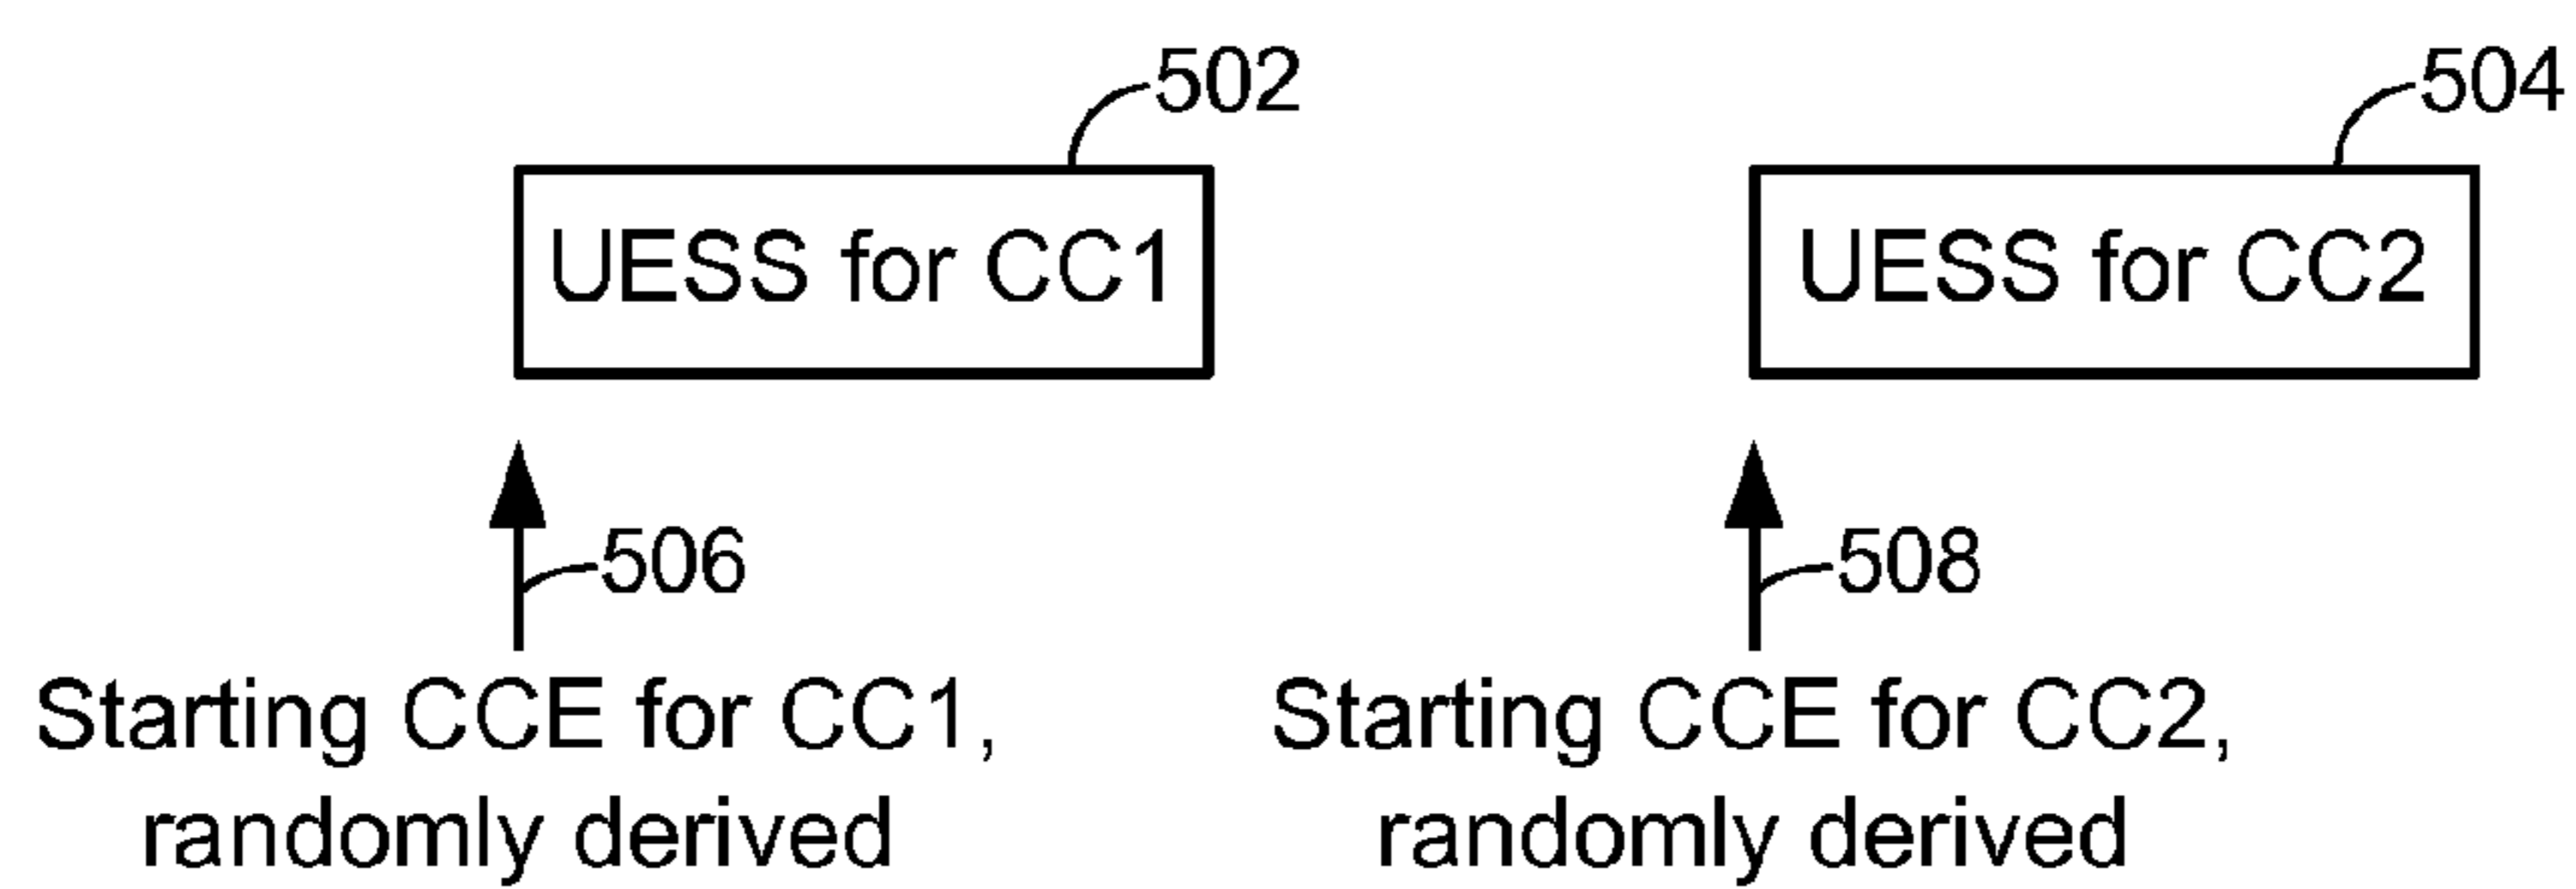 502
504
UESS for CC1
UESS for CC2
506
508
Starting CCE for CC1,
randomly derived
Starting CCE for CC2,
randomly derived